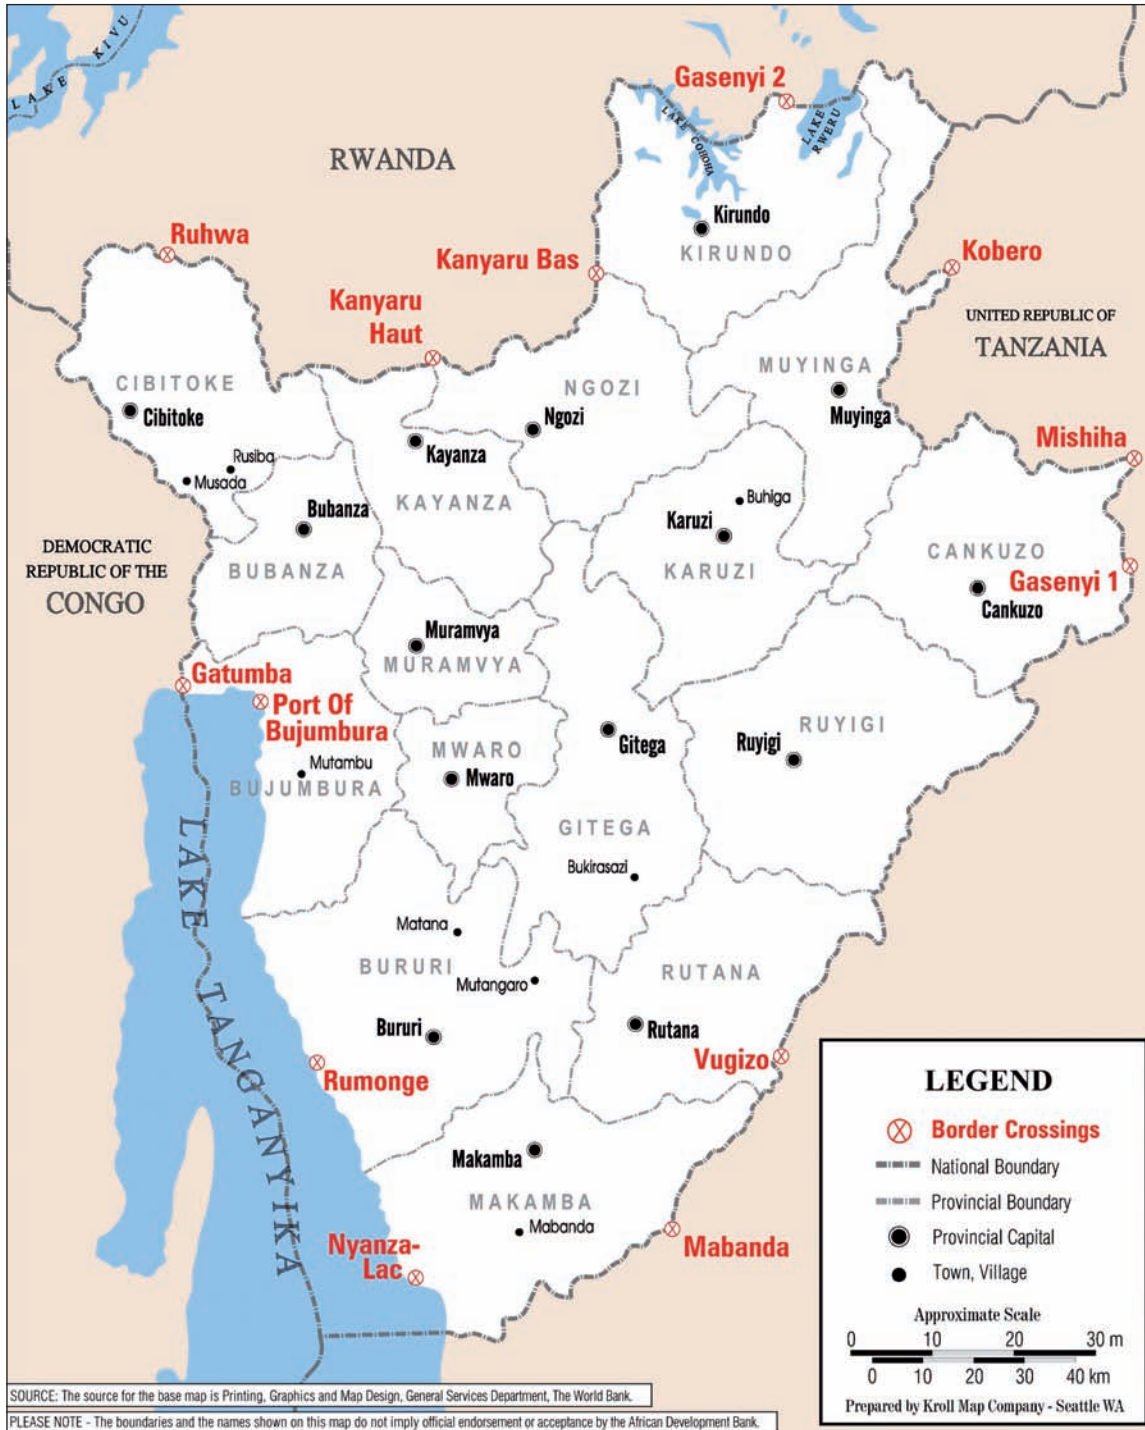 LAKE KIVU
Gasenyi 2
LAKE COHOHA
LAKE
RWERU
RWANDA
Kirundo
KIRUNDO
Ruhwa
Kanyaru Bas
Kobero
Kanyaru
Haut
UNITED REPUBLIC OF
TANZANIA
CIBITOKE
Cibitoke
NGOZI
Ngozi
MUYINGA
Muyinga
Kayanza
KAYANZA
Mishiha
Rusiba
Musada
Bubanza
BUBANZA
Buhiga
Karuzi
KARUZI
DEMOCRATIC
REPUBLIC OF THE
CONGO
CANKUZO
Gasenyi 1
Cankuzo
Muramvya
MURAMVYA
Gatumba
Port Of
Bujumbura
Mutambu
BUJUMBURA
MWARO
Mwaro
Gitega
GITEGA
Ruyigi
RUYIGI
Bukirasazi
LAKE TANGANYIKA
Matana
BURURI
Mutangaro
Bururi
RUTANA
Rutana
Vugizo
Rumonge
Makamba
MAKAMBA
Mabanda
Mabanda
Nyanza-
Lac
LEGEND
Border Crossings
National Boundary
Provincial Boundary
Provincial Capital
Town, Village
Approximate Scale
0 10 20 30 m
0 10 20 30 40 km
Prepared by Kroll Map Company - Seattle WA
SOURCE: The source for the base map is Printing, Graphics and Map Design, General Services Department, The World Bank.
PLEASE NOTE - The boundaries and the names shown on this map do not imply official endorsement or acceptance by the African Development Bank.